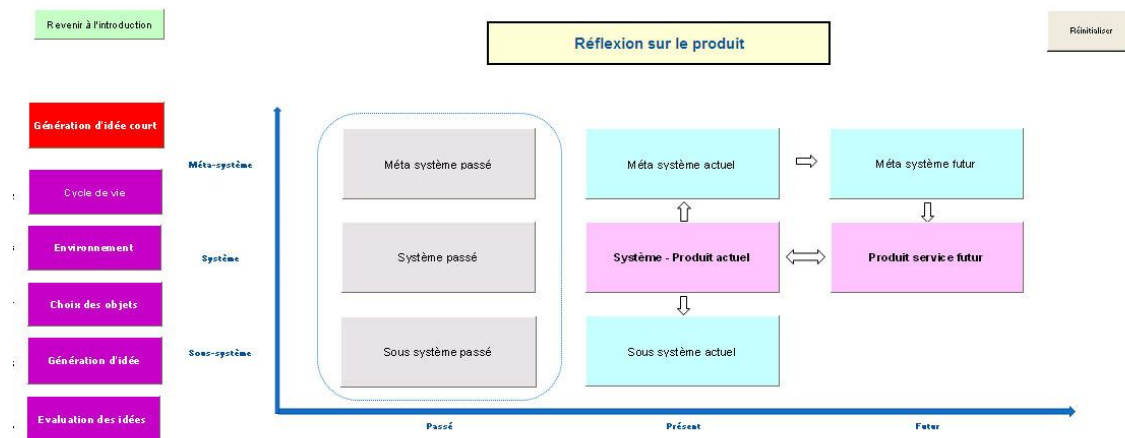 Revenir à l'introduction
Réflexion sur le produit
Réinitialiser
Génération d'idée court
Cycle de vie
Environnement
Choix des objets
Génération d'idée
Evaluation des idées
Méta-système
Méta système passé
Méta système actuel
Méta système futur
Système
Système passé
Système - Produit actuel
Produit service futur
Sous-système
Sous système passé
Sous système actuel
Passé
Présent
Futur